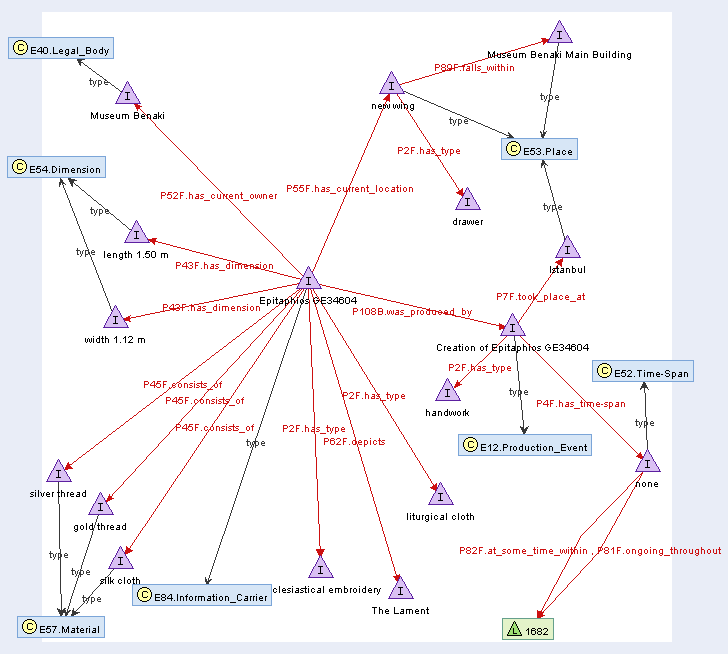 I
Museum Benaki Main Building
C E40.Legal_Body
P89F.falls_within
type
I
Museum Benaki
I
new wing
type
type
C E53.Place
P2F.has_type
C E54.Dimension
P52F.has_current_owner
P55F.has_current_location
I
drawer
type
type
I
length 1.50 m
type
I
Istanbul
P43F.has_dimension
I
Epitaphios GE34604
P7F.took_place_at
P43F.has_dimension
P108B.was_produced_by
I
width 1.12 m
I
Creation of Epitaphios GE34604
P2F.has_type
C E52.Time-Span
P45F.consists_of
P45F.consists_of
P2F.has_type
I
handwork
type
P4F.has_time-span
type
P45F.consists_of
P2F.has_type
type
P62F.depicts
C E12.Production_Event
I
silver thread
I
none
I
gold thread
I
liturgical cloth
type
P82F.at_some_time_within , P81F.ongoing_throughout
type
I
silk cloth
I
clesiastical embroidery
type
C E84.Information_Carrier
I
The Lament
C E57.Material
L 1682